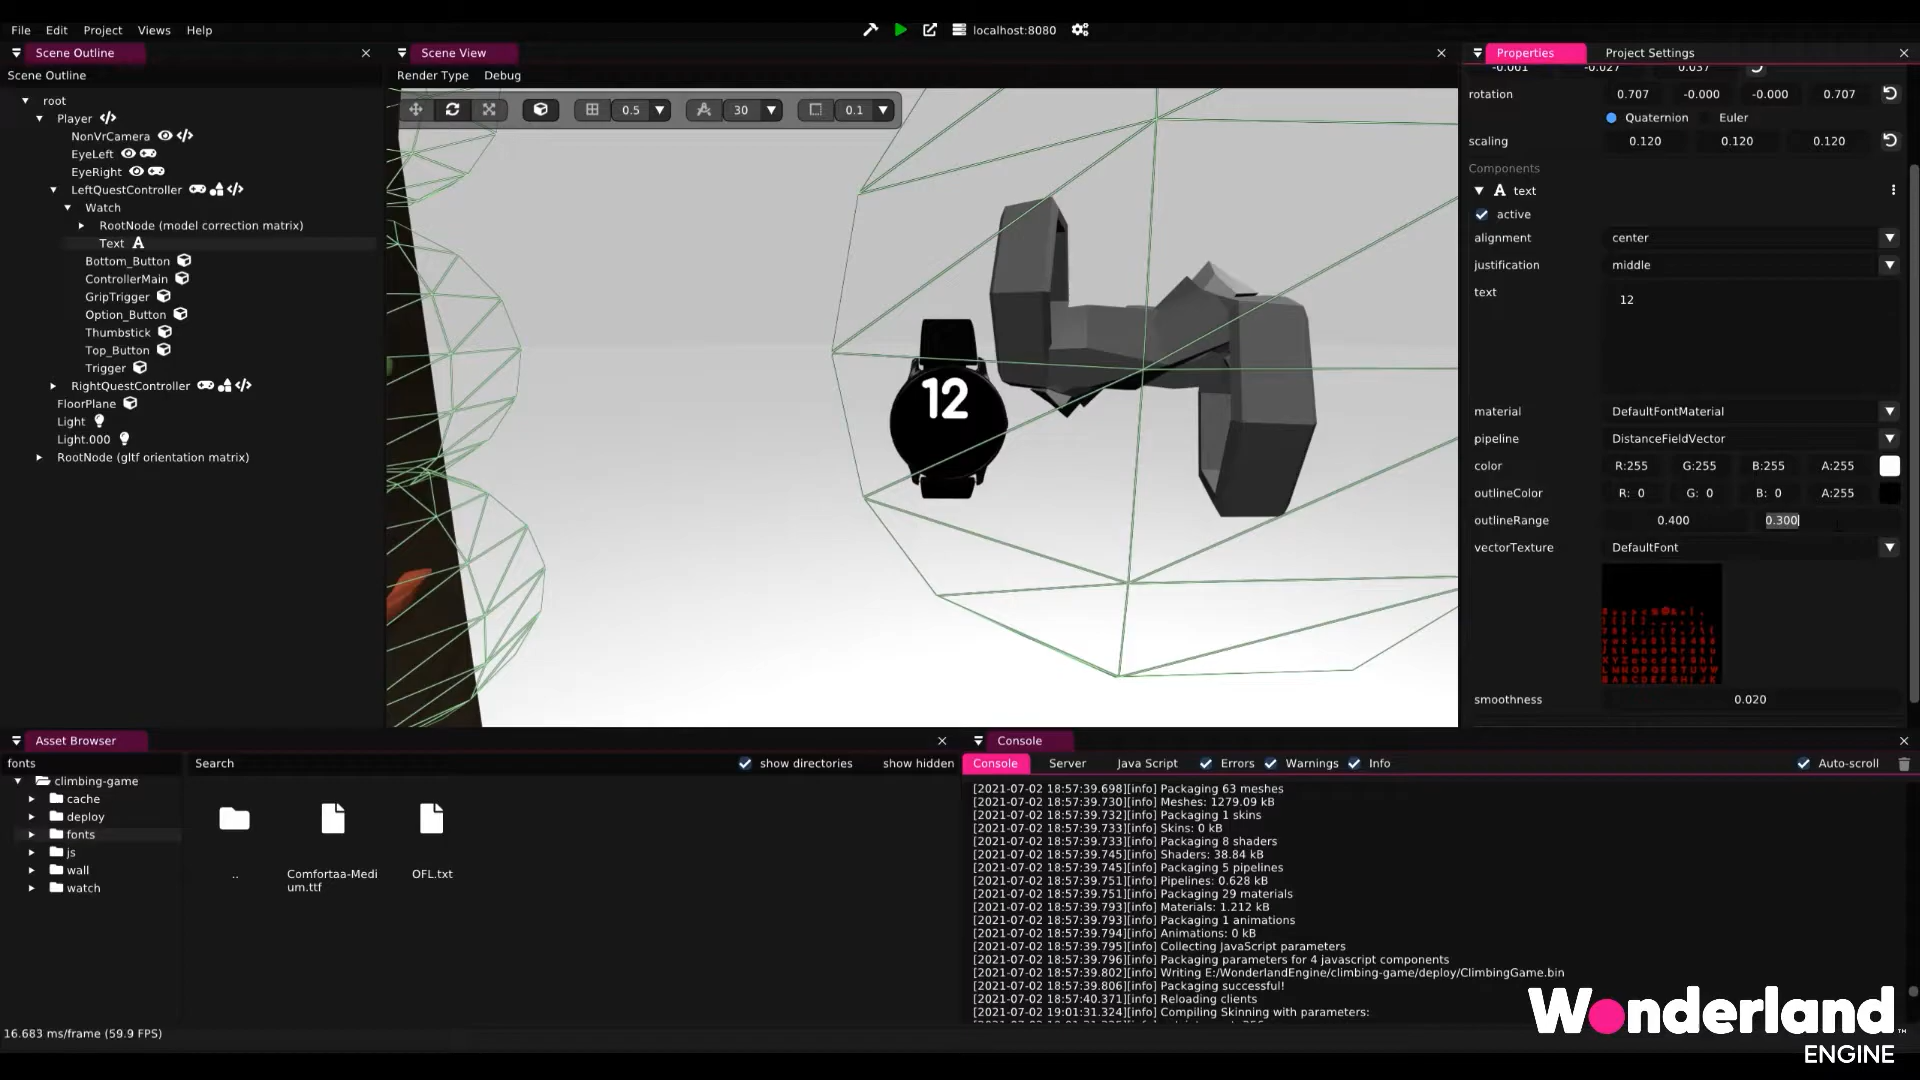 File Edit Project Views Help
localhost:8080
Scene Outline
Scene View
Properties Project Settings
Scene Outline
root
Player
NonVrCamera
EyeLeft
EyeRight
LeftQuestController
Watch
RootNode (model correction matrix)
Text A
Bottom_Button
ControllerMain
GripTrigger
Option_Button
Thumbstick
Top_Button
Trigger
RightQuestController
FloorPlane
Light
Light.000
RootNode (gltf orientation matrix)
Render Type Debug
0.5 30 0.1
12
-0.001 -0.027 0.037
rotation 0.707 -0.000 -0.000 0.707
Quaternion Euler
scaling 0.120 0.120 0.120
Components
A text
active
alignment center
justification middle
text 12
material DefaultFontMaterial
pipeline DistanceFieldVector
color R:255 G:255 B:255 A:255
outlineColor R: 0 G: 0 B: 0 A:255
outlineRange 0.400 0.300
vectorTexture DefaultFont
smoothness 0.020
Asset Browser
fonts
climbing-game
cache
deploy
fonts
js
wall
watch
Search show directories show hidden
..
Comfortaa-Medi
um.ttf
OFL.txt
Console
Console Server Java Script Errors Warnings Info Auto-scroll
[2021-07-02 18:57:39.698][info] Packaging 63 meshes
[2021-07-02 18:57:39.730][info] Meshes: 1279.09 kB
[2021-07-02 18:57:39.732][info] Packaging 1 skins
[2021-07-02 18:57:39.733][info] Skins: 0 kB
[2021-07-02 18:57:39.733][info] Packaging 8 shaders
[2021-07-02 18:57:39.745][info] Shaders: 38.84 kB
[2021-07-02 18:57:39.745][info] Packaging 5 pipelines
[2021-07-02 18:57:39.751][info] Pipelines: 0.628 kB
[2021-07-02 18:57:39.751][info] Packaging 29 materials
[2021-07-02 18:57:39.793][info] Materials: 1.212 kB
[2021-07-02 18:57:39.793][info] Packaging 1 animations
[2021-07-02 18:57:39.794][info] Animations: 0 kB
[2021-07-02 18:57:39.795][info] Collecting JavaScript parameters
[2021-07-02 18:57:39.796][info] Packaging parameters for 4 javascript components
[2021-07-02 18:57:39.802][info] Writing E:/WonderlandEngine/climbing-game/deploy/ClimbingGame.bin
[2021-07-02 18:57:39.806][info] Packaging successful!
[2021-07-02 18:57:40.371][info] Reloading clients
[2021-07-02 19:01:31.324][info] Compiling Skinning with parameters:
16.683 ms/frame (59.9 FPS)
Wonderland™
ENGINE